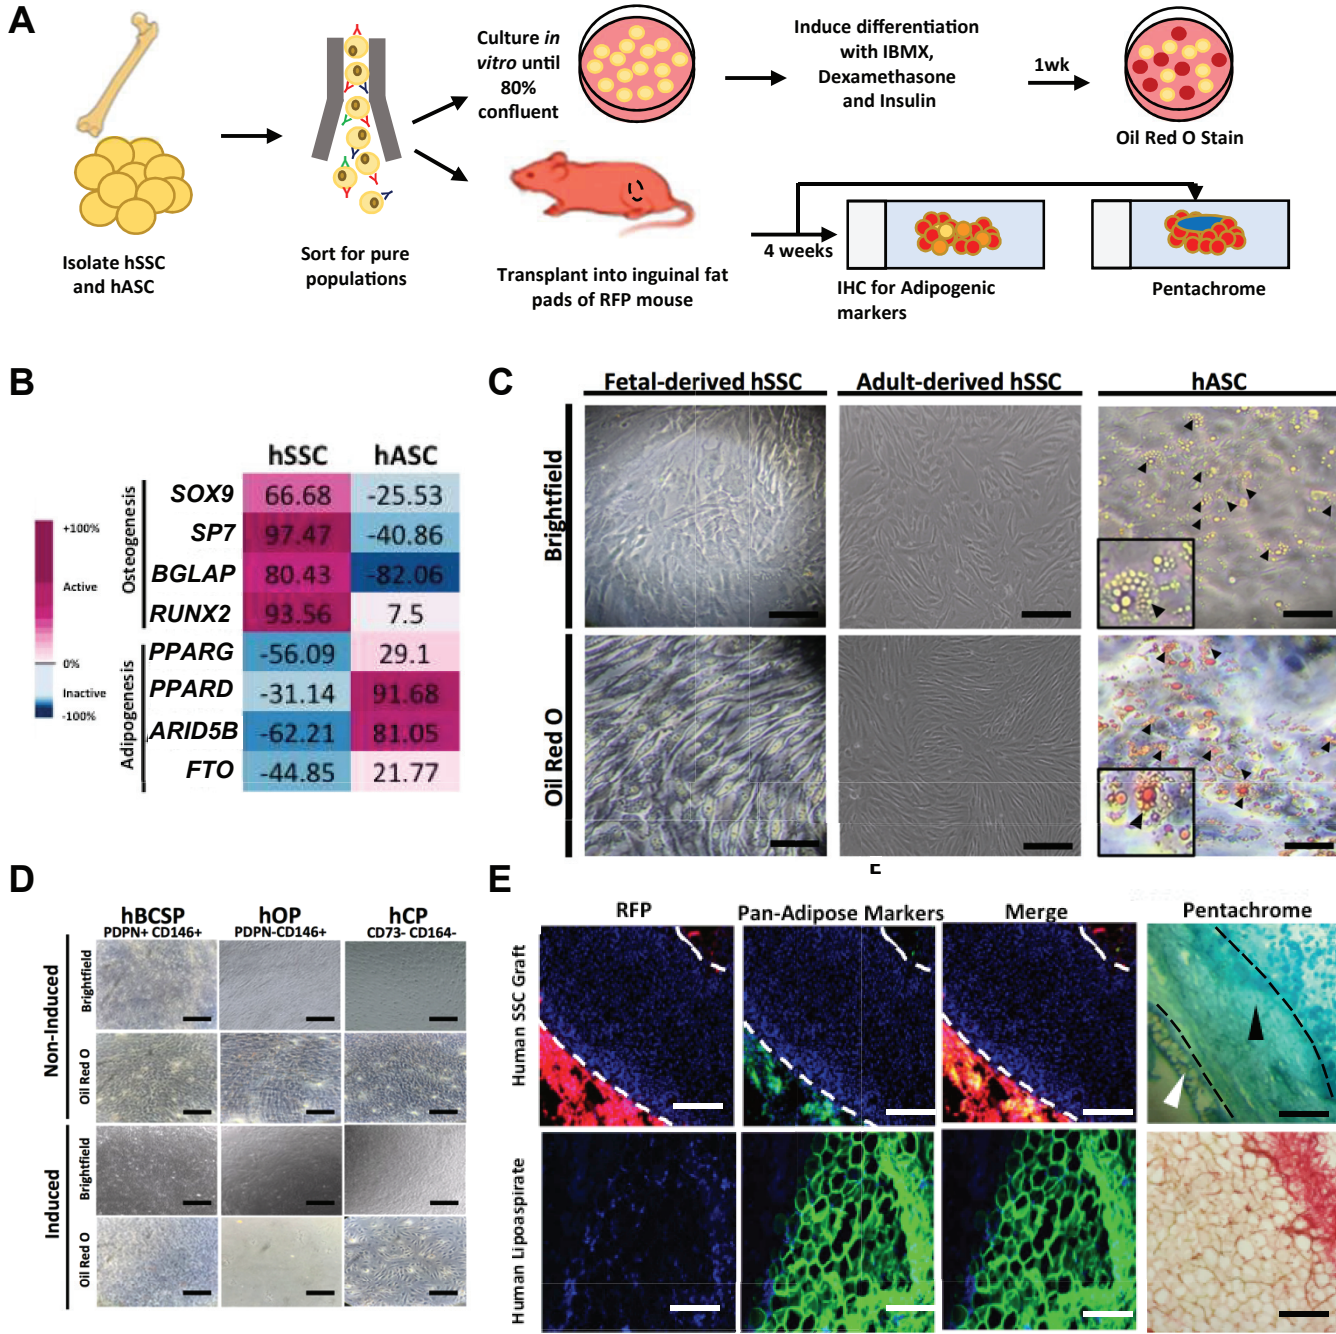 A
Isolate hSSC
and hASC
Sort for pure
populations
Culture in
vitro until
80%
confluent
Induce differentiation
with IBMX,
Dexamethasone
and Insulin
1wk
Oil Red O Stain
Transplant into inguinal fat
pads of RFP mouse
4 weeks
IHC for Adipogenic
markers
Pentachrome
B
hSSC hASC
+100%
Active
0%
Inactive
-100%
Osteogenesis
SOX9 66.68 -25.53
SP7 97.47 -40.86
BGLAP 80.43 -82.06
RUNX2 93.56 7.5
Adipogenesis
PPARG -56.09 29.1
PPARD -31.14 91.68
ARID5B -62.21 81.05
FTO -44.85 21.77
C
Fetal-derived hSSC Adult-derived hSSC hASC
Brightfield
Oil Red O
D
hBCSP hOP hCP
PDPN+ CD146+ PDPN-CD146+ CD73- CD164-
Non-Induced
Brightfield
Oil Red O
Induced
Brightfield
Oil Red O
E
RFP Pan-Adipose Markers Merge Pentachrome
Human SSC Graft
Human Lipoaspirate